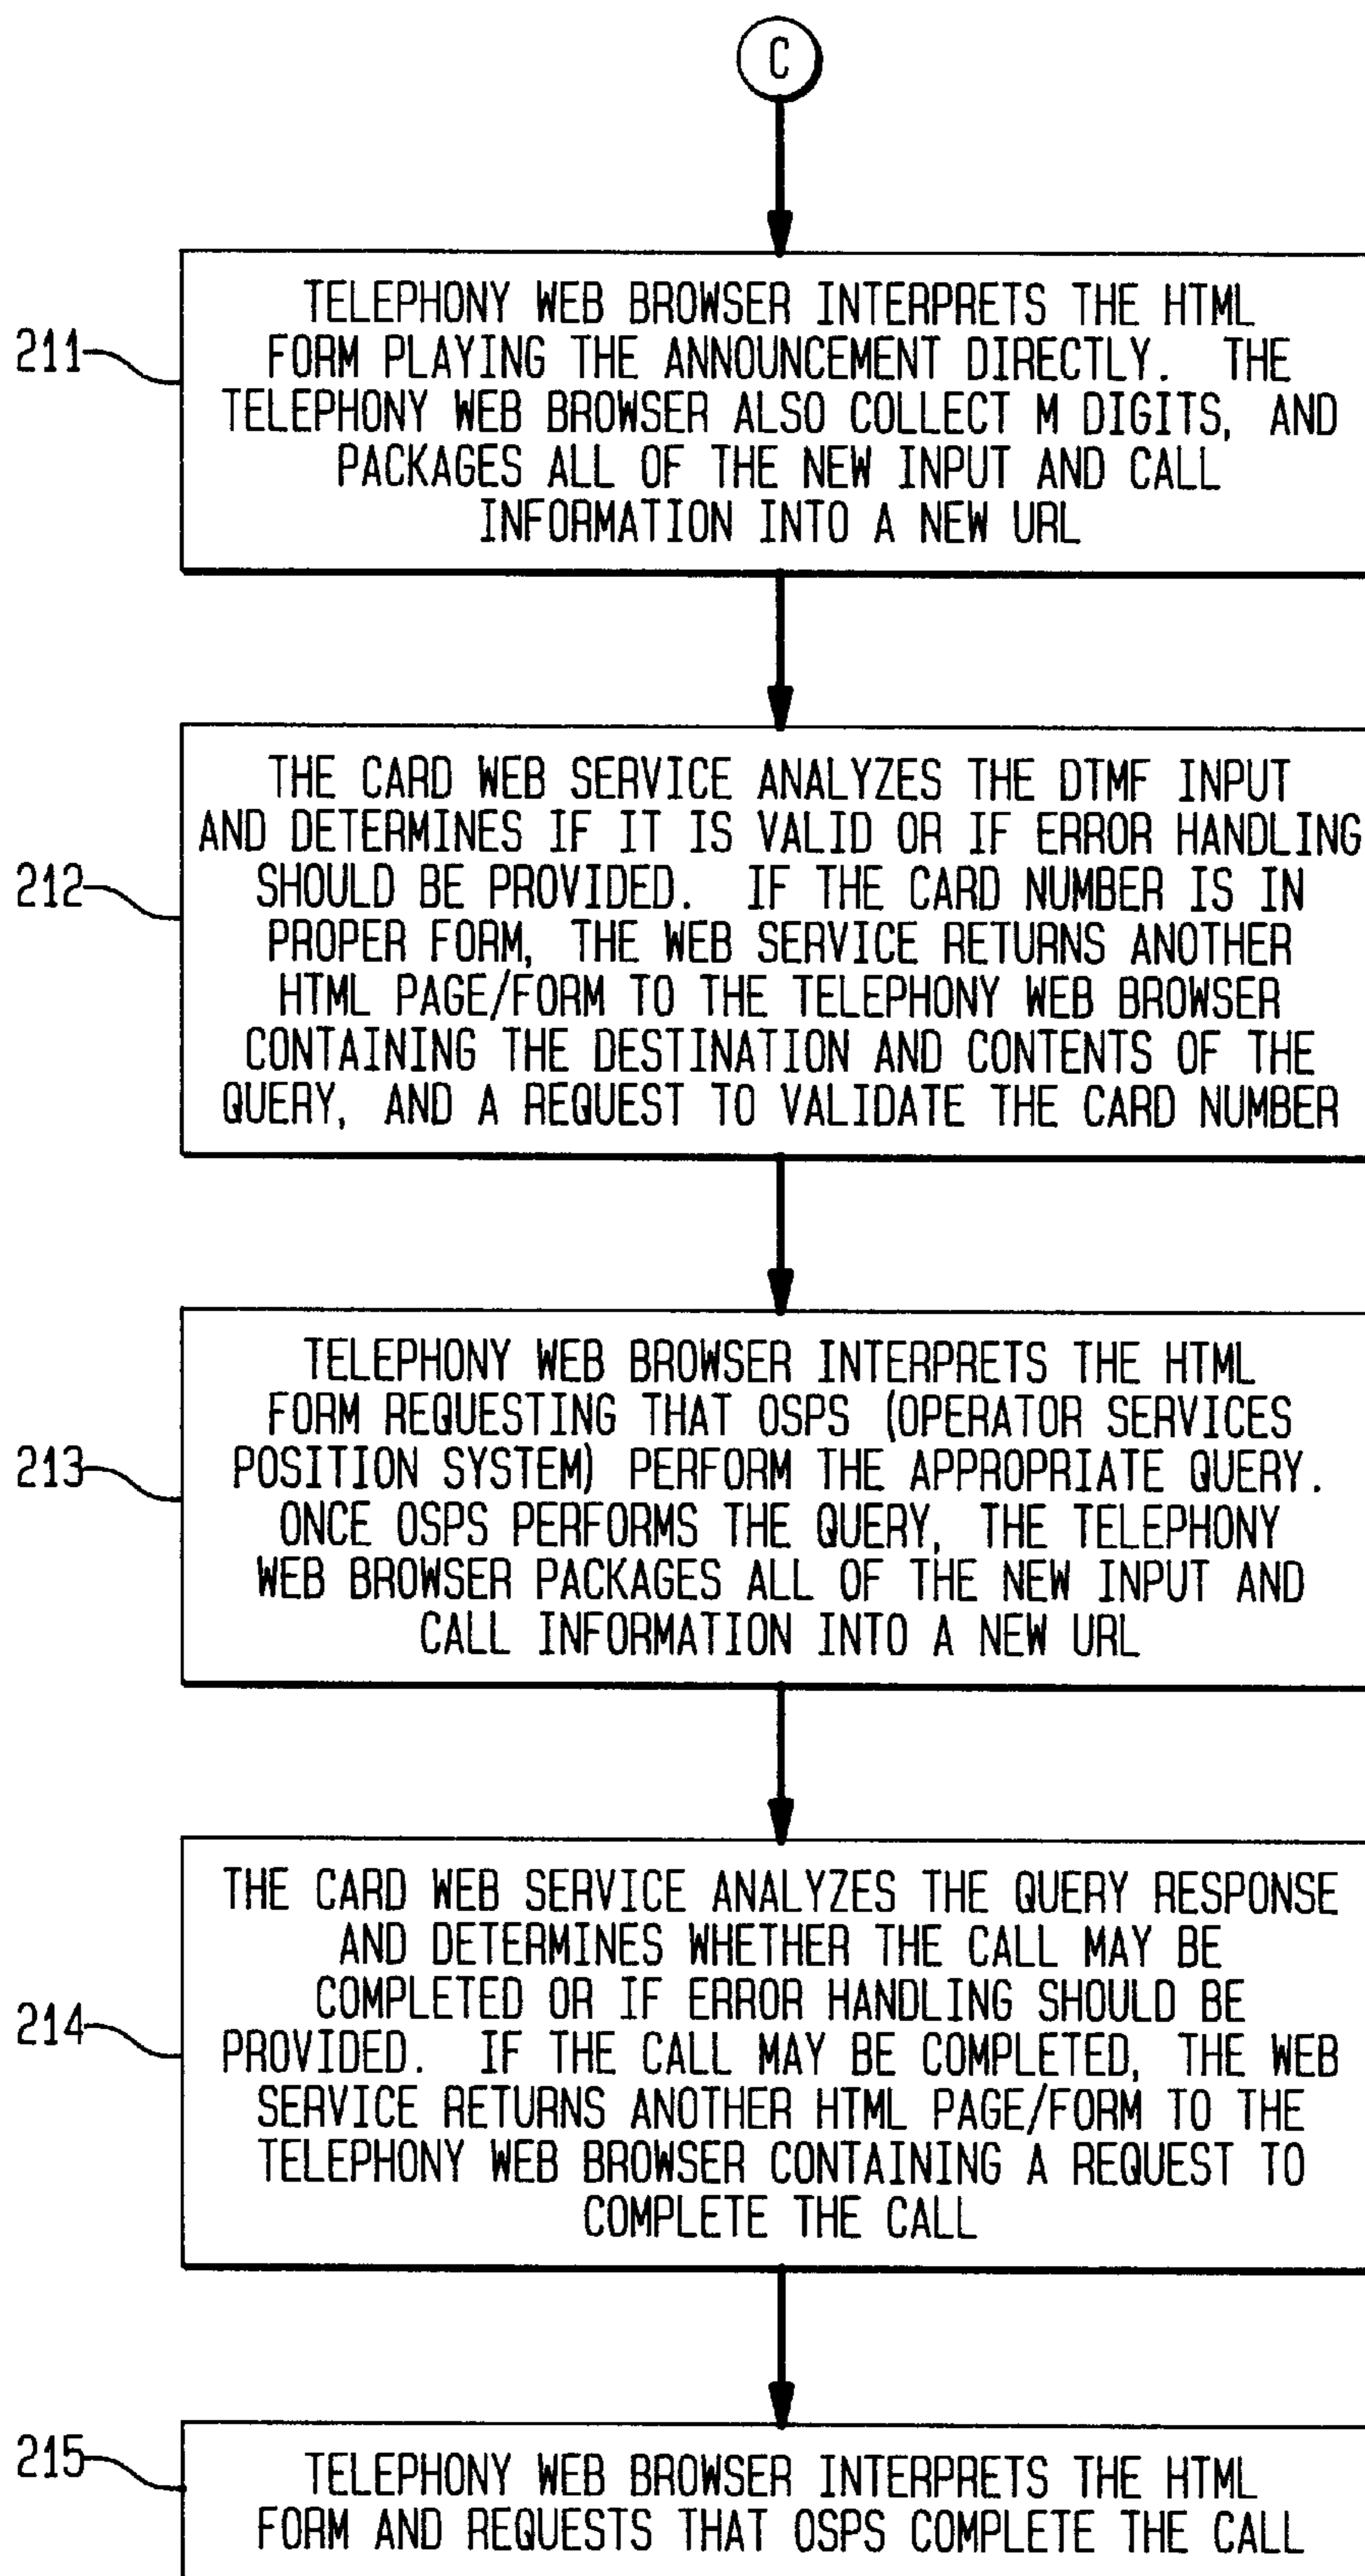 C
211
TELEPHONY WEB BROWSER INTERPRETS THE HTML
FORM PLAYING THE ANNOUNCEMENT DIRECTLY. THE
TELEPHONY WEB BROWSER ALSO COLLECT M DIGITS, AND
PACKAGES ALL OF THE NEW INPUT AND CALL
INFORMATION INTO A NEW URL
212
THE CARD WEB SERVICE ANALYZES THE DTMF INPUT
AND DETERMINES IF IT IS VALID OR IF ERROR HANDLING
SHOULD BE PROVIDED. IF THE CARD NUMBER IS IN
PROPER FORM, THE WEB SERVICE RETURNS ANOTHER
HTML PAGE/FORM TO THE TELEPHONY WEB BROWSER
CONTAINING THE DESTINATION AND CONTENTS OF THE
QUERY, AND A REQUEST TO VALIDATE THE CARD NUMBER
213
TELEPHONY WEB BROWSER INTERPRETS THE HTML
FORM REQUESTING THAT OSPS (OPERATOR SERVICES
POSITION SYSTEM) PERFORM THE APPROPRIATE QUERY.
ONCE OSPS PERFORMS THE QUERY, THE TELEPHONY
WEB BROWSER PACKAGES ALL OF THE NEW INPUT AND
CALL INFORMATION INTO A NEW URL
214
THE CARD WEB SERVICE ANALYZES THE QUERY RESPONSE
AND DETERMINES WHETHER THE CALL MAY BE
COMPLETED OR IF ERROR HANDLING SHOULD BE
PROVIDED. IF THE CALL MAY BE COMPLETED, THE WEB
SERVICE RETURNS ANOTHER HTML PAGE/FORM TO THE
TELEPHONY WEB BROWSER CONTAINING A REQUEST TO
COMPLETE THE CALL
215
TELEPHONY WEB BROWSER INTERPRETS THE HTML
FORM AND REQUESTS THAT OSPS COMPLETE THE CALL